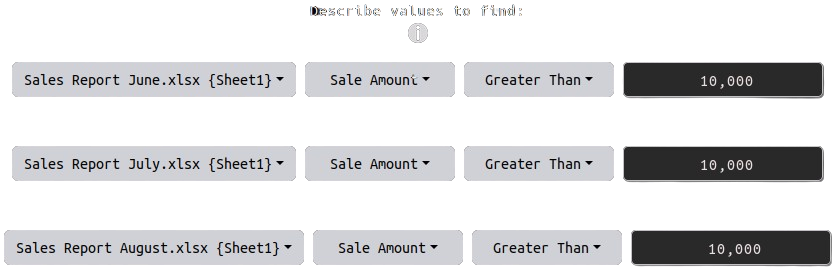 Describe values to find:
i
Sales Report June.xlsx {Sheet1} Sale Amount Greater Than 10,000
Sales Report July.xlsx {Sheet1} Sale Amount Greater Than 10,000
Sales Report August.xlsx {Sheet1} Sale Amount Greater Than 10,000